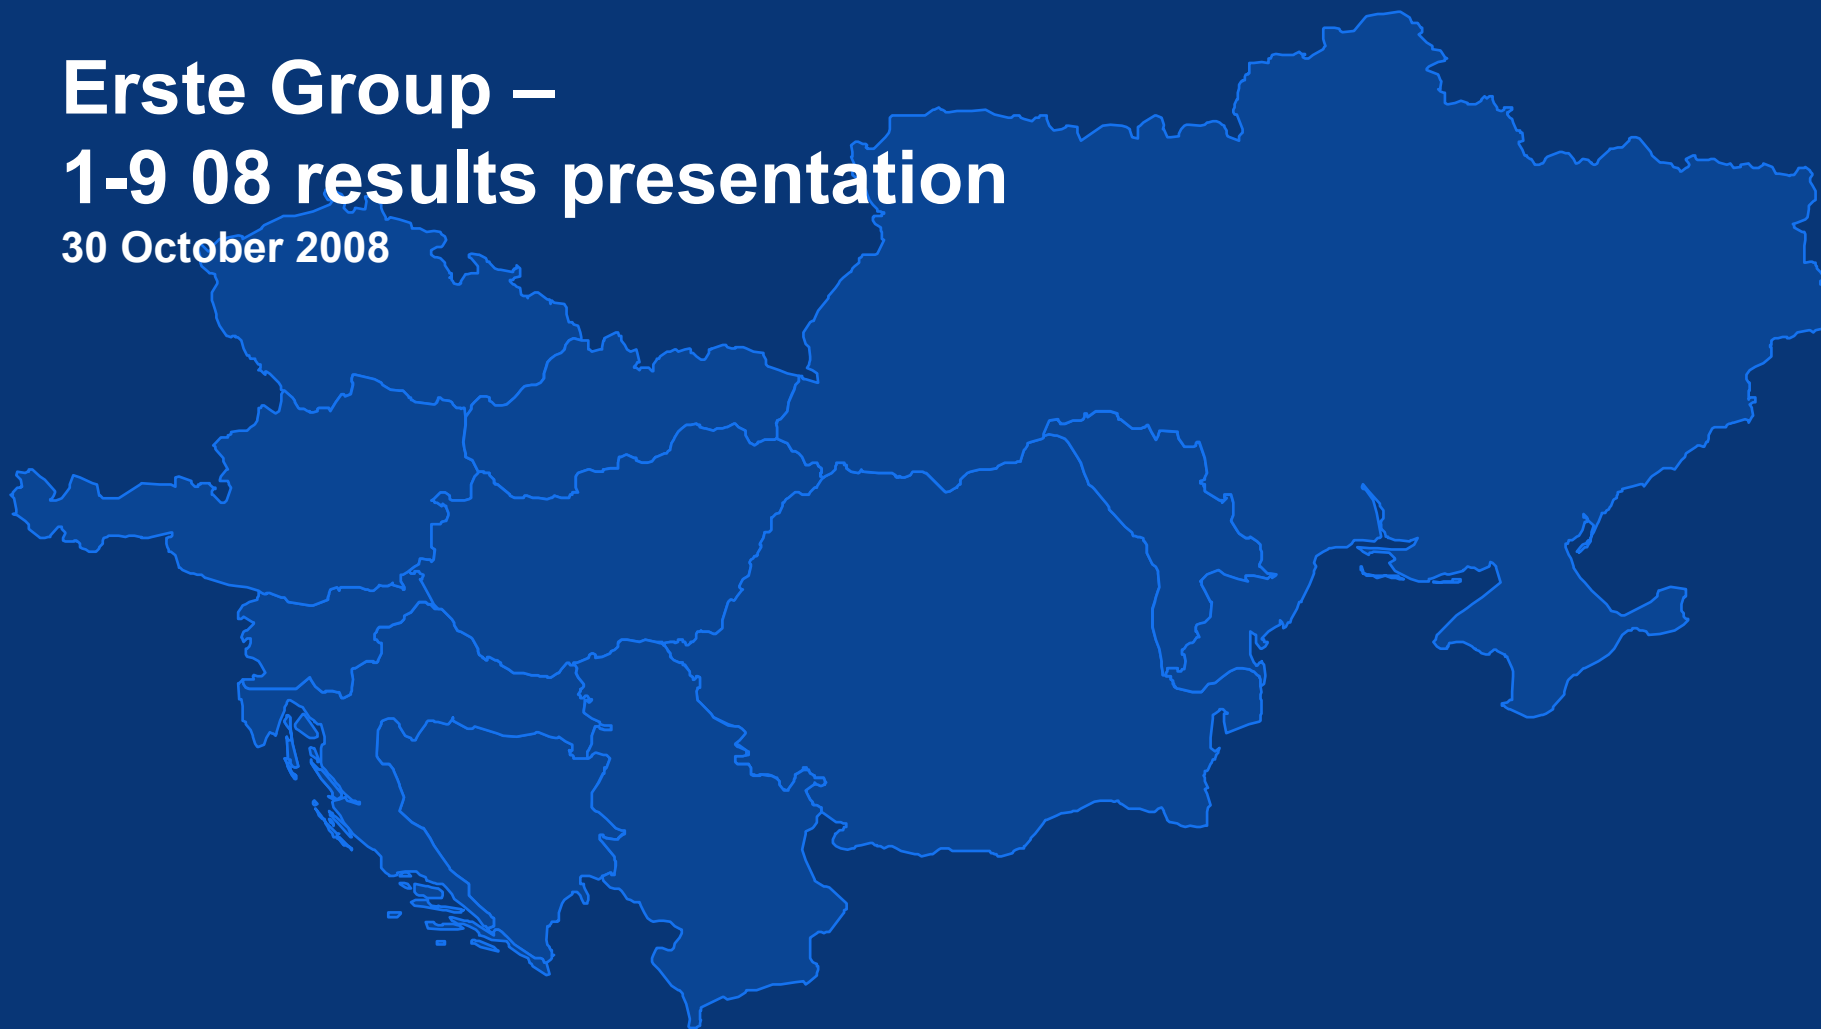 Erste Group –
1-9 08 results presentation
30 October 2008